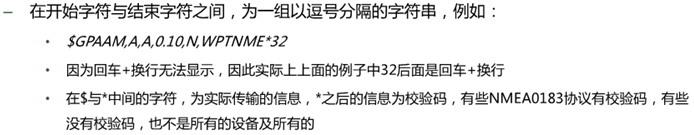 – 在开始字符与结束字符之间，为一组以逗号分隔的字符串，例如：
• $GPAAM,A,A,0.10,N,WPTNME*32
• 因为回车+换行无法显示，因此实际上上面的例子中32后面是回车+换行
• 在$与*中间的字符，为实际传输的信息，*之后的信息为校验码，有些NMEA0183协议有校验码，有些
没有校验码，也不是所有的设备及所有的